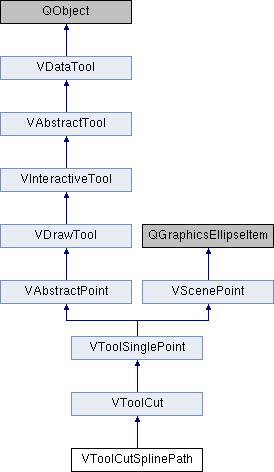 QObject
VDataTool
VAbstractTool
VInteractiveTool
VDrawTool
QGraphicsEllipseItem
VAbstractPoint
VScenePoint
VToolSinglePoint
VToolCut
VToolCutSplinePath